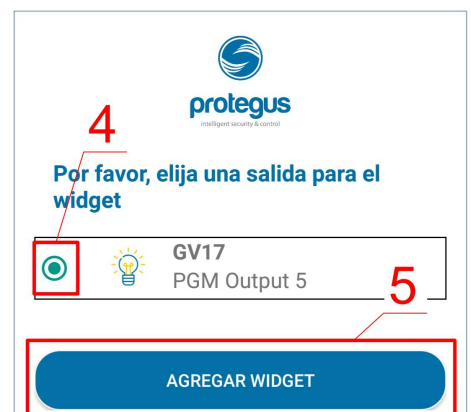 protegus
intelligent security & control
4
Por favor, elija una salida para el
widget
GV17
PGM Output 5
5
AGREGAR WIDGET